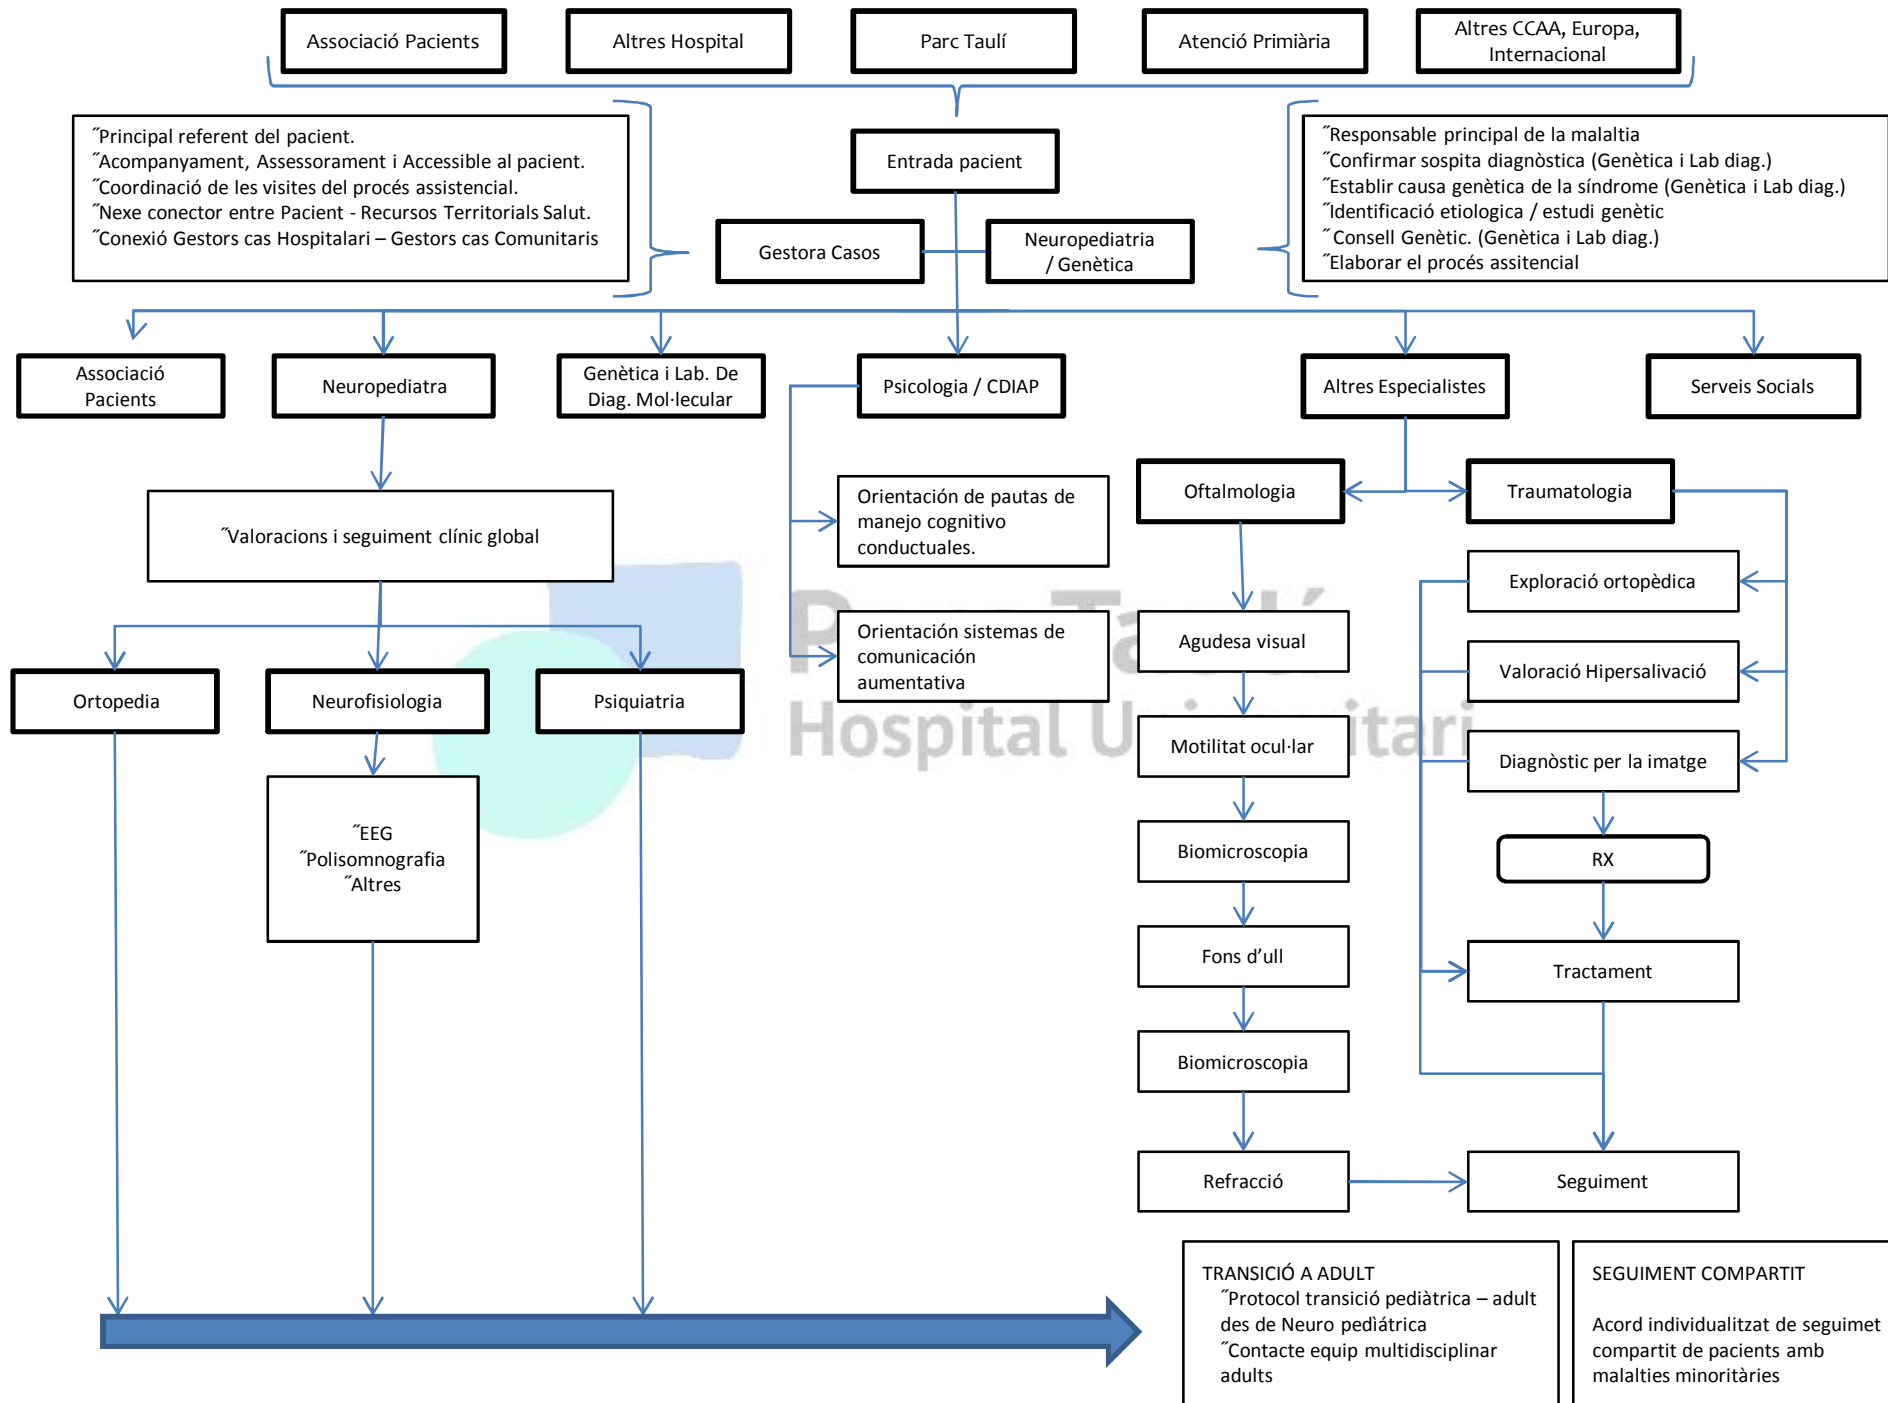 Associació Pacients
Altres Hospital
Parc Taulí
Atenció Primiària
Altres CCAA, Europa,
Internacional
˝Principal referent del pacient.
˝Acompanyament, Assessorament i Accessible al pacient.
˝Coordinació de les visites del procés assistencial.
˝Nexe conector entre Pacient - Recursos Territorials Salut.
˝Conexió Gestors cas Hospitalari – Gestors cas Comunitaris
Entrada pacient
Gestora Casos
Neuropediatria
/ Genètica
˝Responsable principal de la malaltia
˝Confirmar sospita diagnòstica (Genètica i Lab diag.)
˝Establir causa genètica de la síndrome (Genètica i Lab diag.)
˝Identificació etiologica / estudi genètic
˝Consell Genètic. (Genètica i Lab diag.)
˝Elaborar el procés assitencial
Associació
Pacients
Neuropediatra
Genètica i Lab. De
Diag. Mol·lecular
Psicologia / CDIAP
Altres Especialistes
Serveis Socials
˝Valoracions i seguiment clínic global
Orientación de pautas de
manejo cognitivo
conductuales.
Orientación sistemas de
comunicación
aumentativa
Oftalmologia
Traumatologia
Exploració ortopèdica
Agudesa visual
Valoració Hipersalivació
Ortopedia
Neurofisiologia
Psiquiatria
Motilitat ocul·lar
Diagnòstic per la imatge
˝EEG
˝Polisomnografia
˝Altres
Biomicroscopia
RX
Fons d'ull
Tractament
Biomicroscopia
Refracció
Seguiment
TRANSICIÓ A ADULT
˝Protocol transició pediàtrica – adult
des de Neuro pedìátrica
˝Contacte equip multidisciplinar
adults
SEGUIMENT COMPARTIT
Acord individualitzat de seguimet
compartit de pacients amb
malalties minoritàries
Hospital